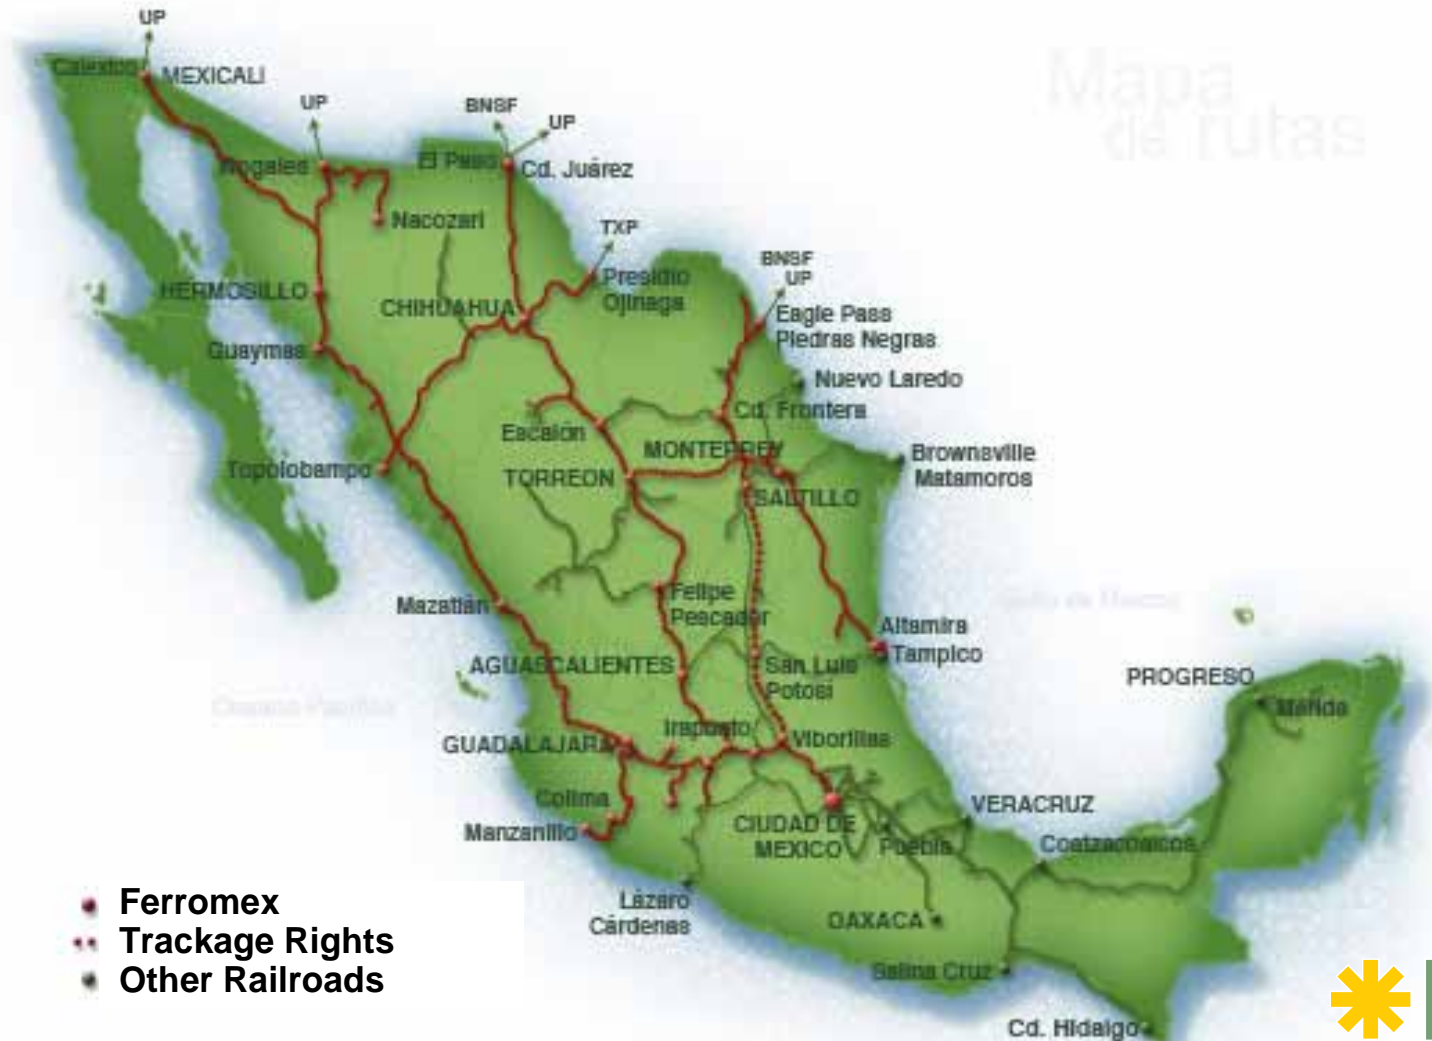 UP
Mapa
de rutas
Calexico
MEXICALI
UP
BNSF
UP
Nogales
El Paso
Cd. Juárez
Nacozari
TXP
Presidio
Ojinaga
BNSF
UP
HERMOSILLO
CHIHUAHUA
Eagle Pass
Piedras Negras
Guaymas
Nuevo Laredo
Cd. Frontera
Escalón
MONTERREY
Brownsville
Matamoros
Topolobampo
TORREON
SALTILLO
Mazatlán
Felipe
Pescador
Altamira
Tampico
AGUASCALIENTES
San Luis
Potosí
PROGRESO
Mérida
Irapuato
GUADALAJARA
Viborillas
Colima
Manzanillo
CIUDAD DE
MEXICO
Puebla
VERACRUZ
Coatzacoalcos
Lázaro
Cárdenas
OAXACA
Salina Cruz
Cd. Hidalgo
Ferromex
Trackage Rights
Other Railroads